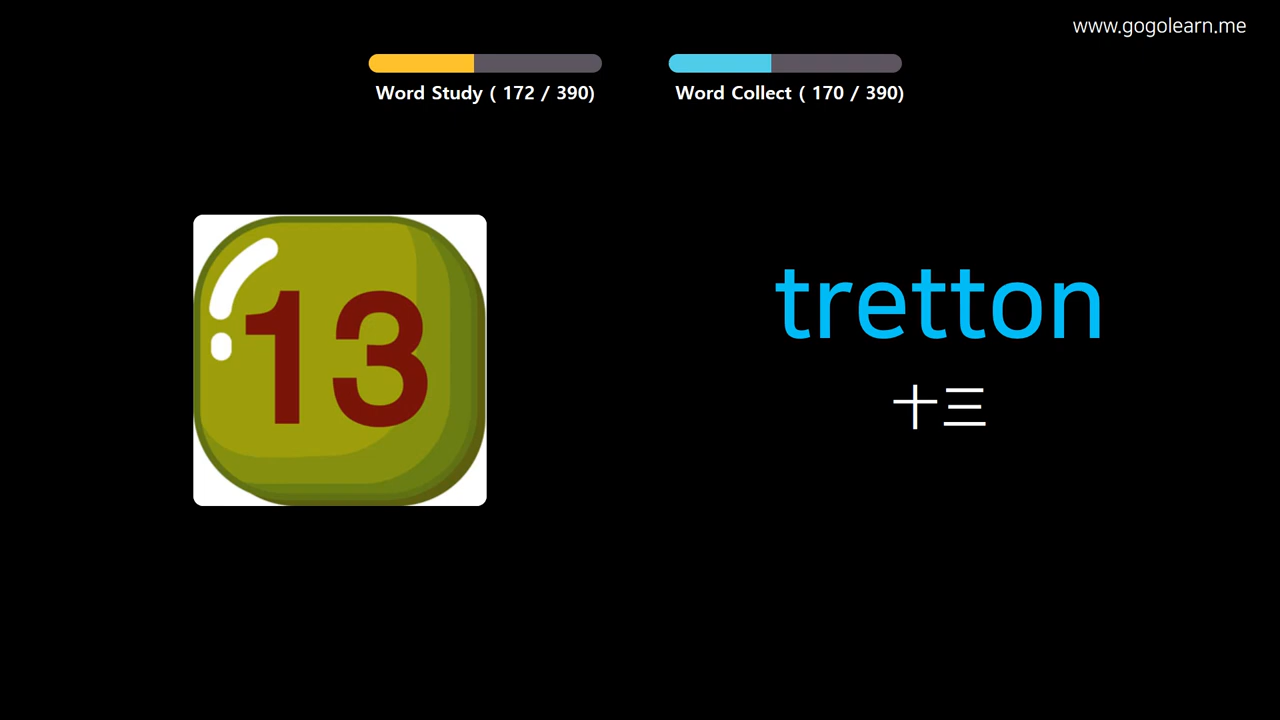 www.gogolearn.me
Word Study ( 172 / 390)
Word Collect ( 170 / 390)
13
tretton
十三